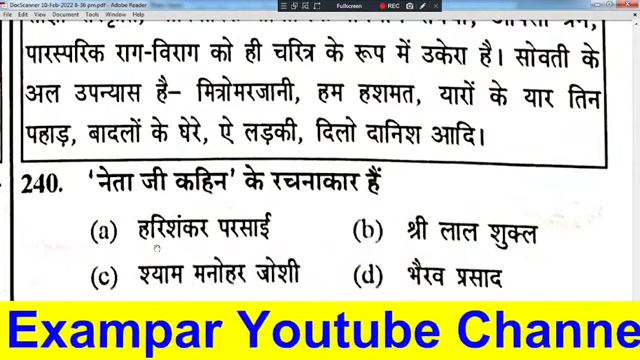 DocScanner 10-Feb-2022 8-36 pm.pdf
Fullscreen
REC
File Edit View Document Tools Window Help
पारस्परिक राग-विराग को ही चरित्र के रूप में उकेरा है। सोवती के
अल उपन्यास है– मित्रोमरजानी, हम हशमत, यारों के यार तिन
पहाड़, बादलों के घेरे, ऐ लड़की, दिलो दानिश आदि।
240. 'नेता जी कहिन' के रचनाकार हैं
(a) हरिशंकर परसाई (b) श्री लाल शुक्ल
(c) श्याम मनोहर जोशी (d) भैरव प्रसाद
Exampar Youtube Channe